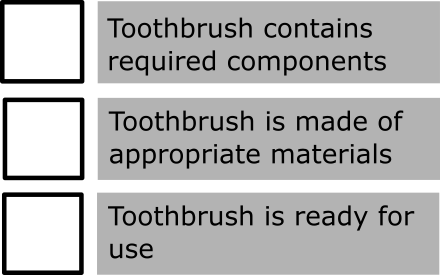 Toothbrush contains
required components
Toothbrush is made of
appropriate materials
Toothbrush is ready for
use